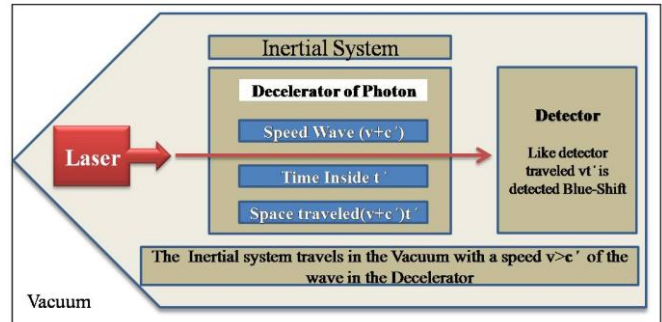 Inertial System
Decelerator of Photon
Speed Wave (v+c´)
Laser
Time Inside t´
Space traveled(v+c´)t´
Detector
Like detector
traveled vt´ is
detected Blue-Shift
The Inertial system travels in the Vacuum with a speed v>c´ of the
wave in the Decelerator
Vacuum